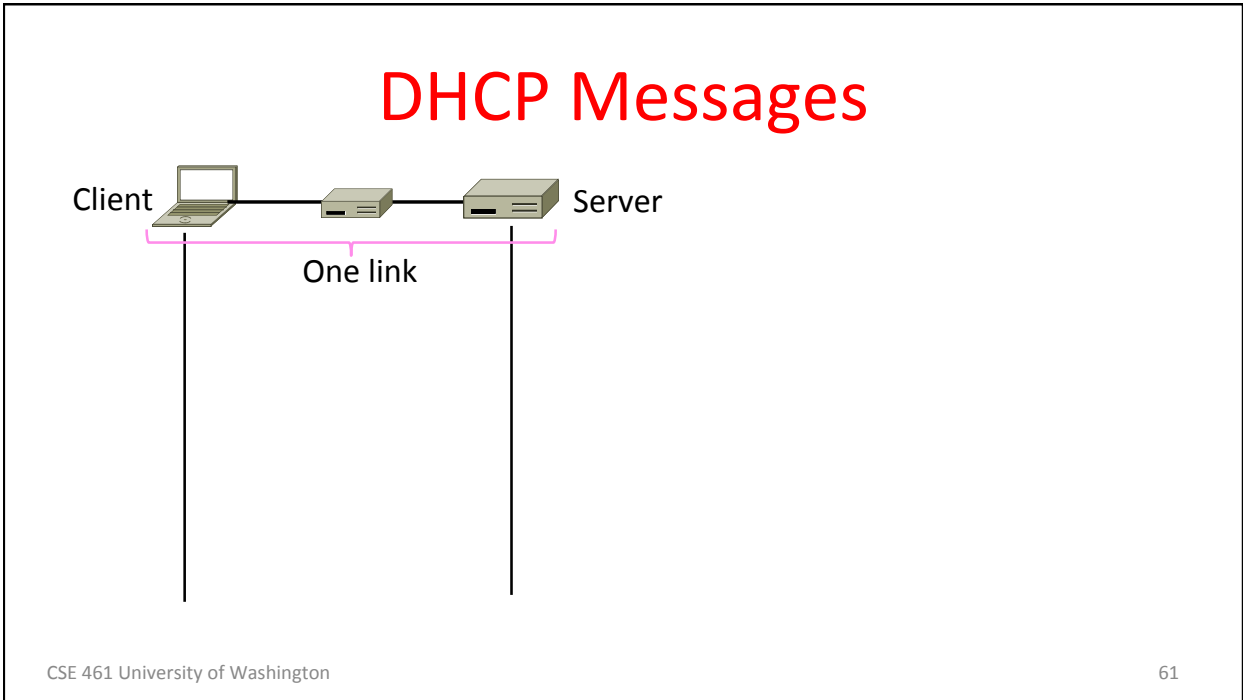 DHCP Messages
Client
Server
One link
CSE 461 University of Washington
61